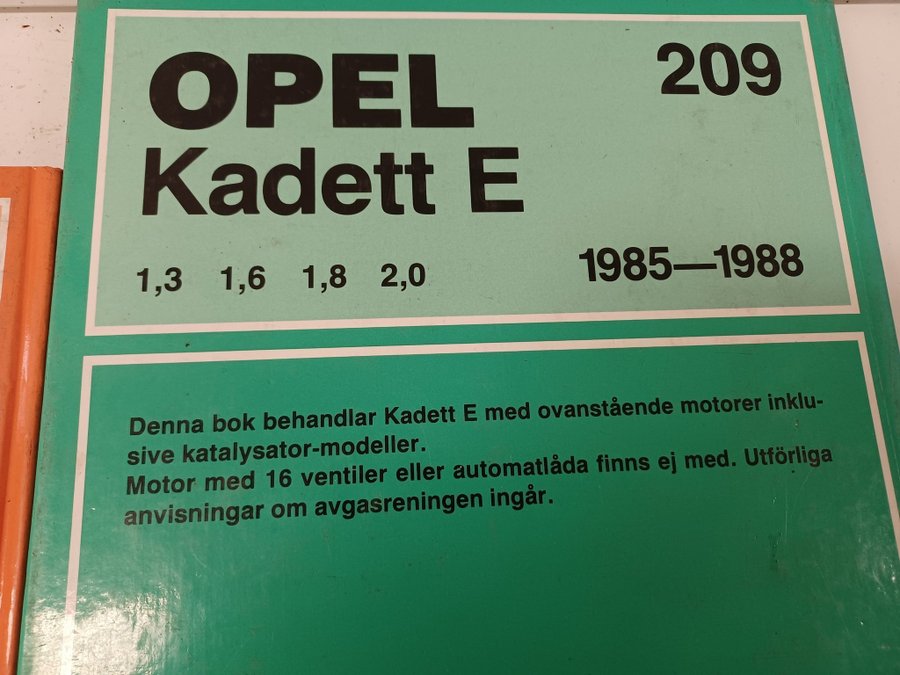 OPEL
209
Kadett E
1,3 1,6 1,8 2,0
1985—1988
Denna bok behandlar Kadett E med ovanstående motorer inklu-
sive katalysator-modeller.
Motor med 16 ventiler eller automatlåda finns ej med. Utförliga
anvisningar om avgasreningen ingår.